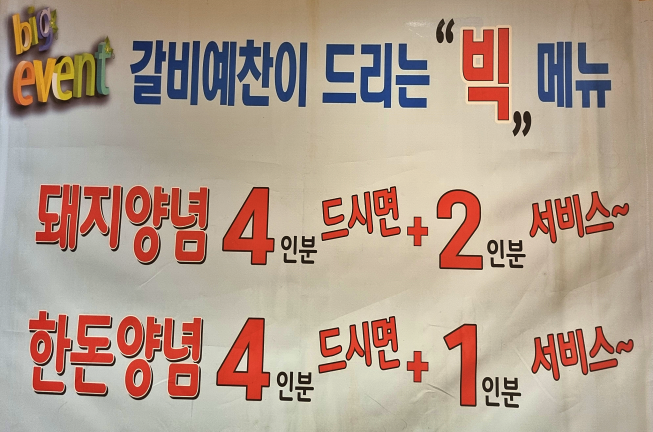 big event
갈비예찬이 드리는 “빅” 메뉴
돼지양념 4인분 드시면 + 2인분 서비스~
한돈양념 4인분 드시면 + 1인분 서비스~